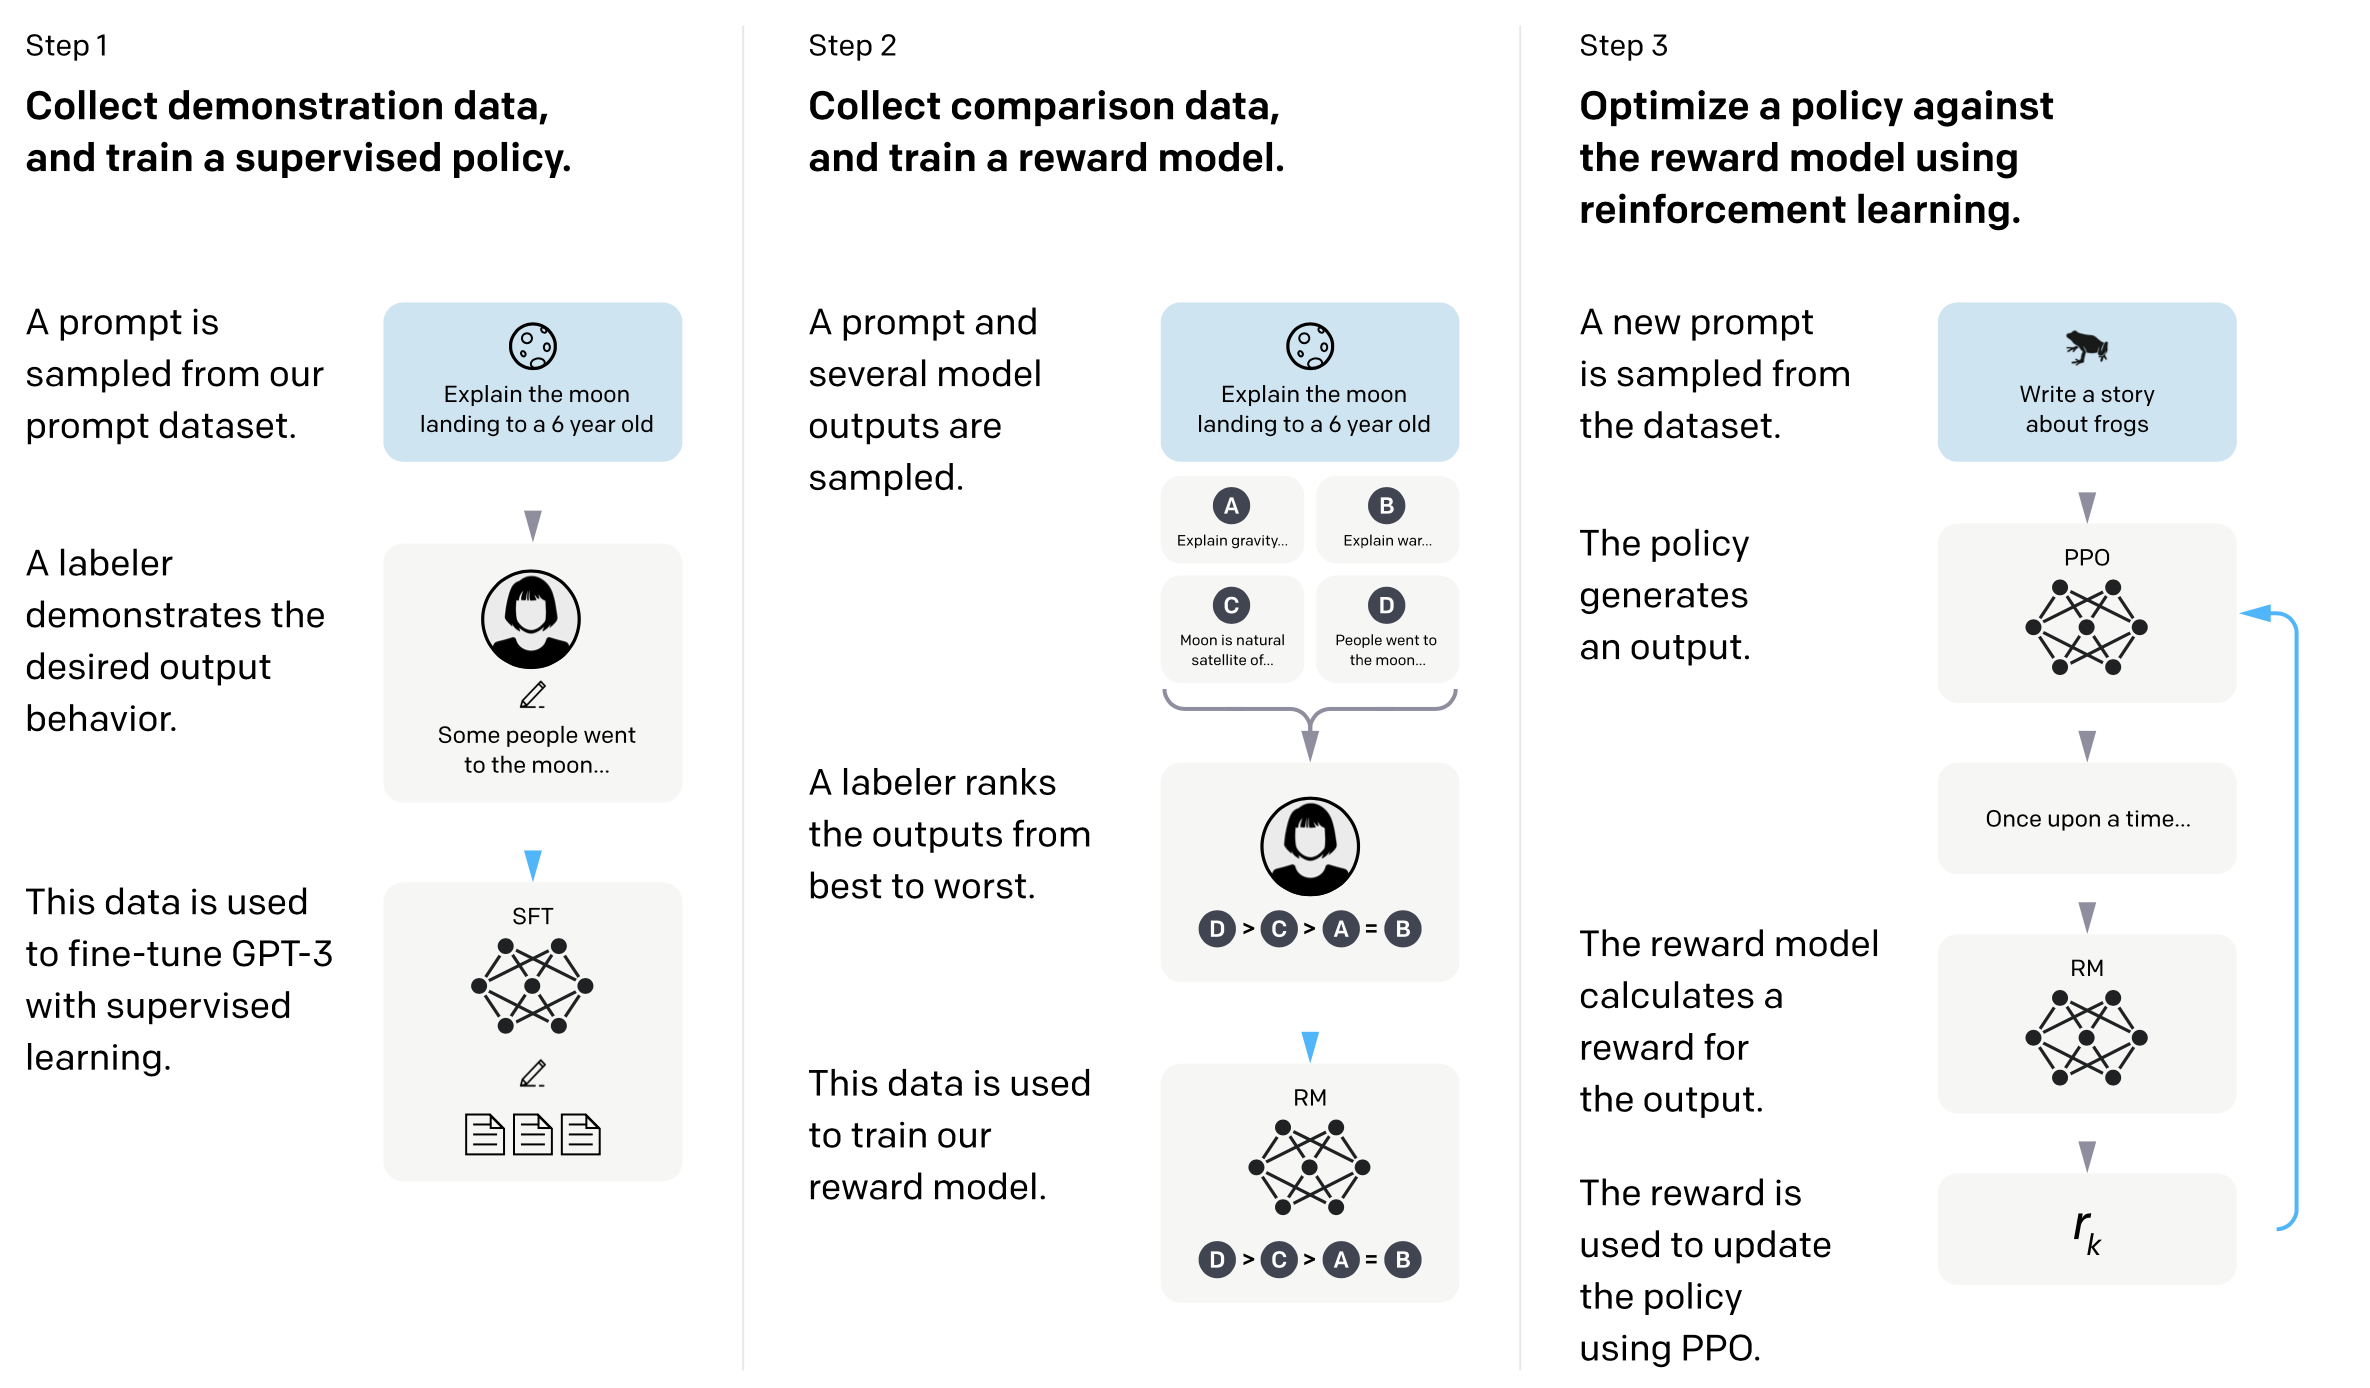 Step 1
Collect demonstration data,
and train a supervised policy.
A prompt is
sampled from our
prompt dataset.
Explain the moon
landing to a 6 year old
A labeler
demonstrates the
desired output
behavior.
Some people went
to the moon...
This data is used
to fine-tune GPT-3
with supervised
learning.
SFT
Step 2
Collect comparison data,
and train a reward model.
A prompt and
several model
outputs are
sampled.
Explain the moon
landing to a 6 year old
A
Explain gravity...
B
Explain war...
C
Moon is natural
satellite of...
D
People went to
the moon...
A labeler ranks
the outputs from
best to worst.
D > C > A = B
This data is used
to train our
reward model.
RM
D > C > A = B
Step 3
Optimize a policy against
the reward model using
reinforcement learning.
A new prompt
is sampled from
the dataset.
Write a story
about frogs
The policy
generates
an output.
PPO
Once upon a time...
The reward model
calculates a
reward for
the output.
RM
The reward is
used to update
the policy
using PPO.
r_k